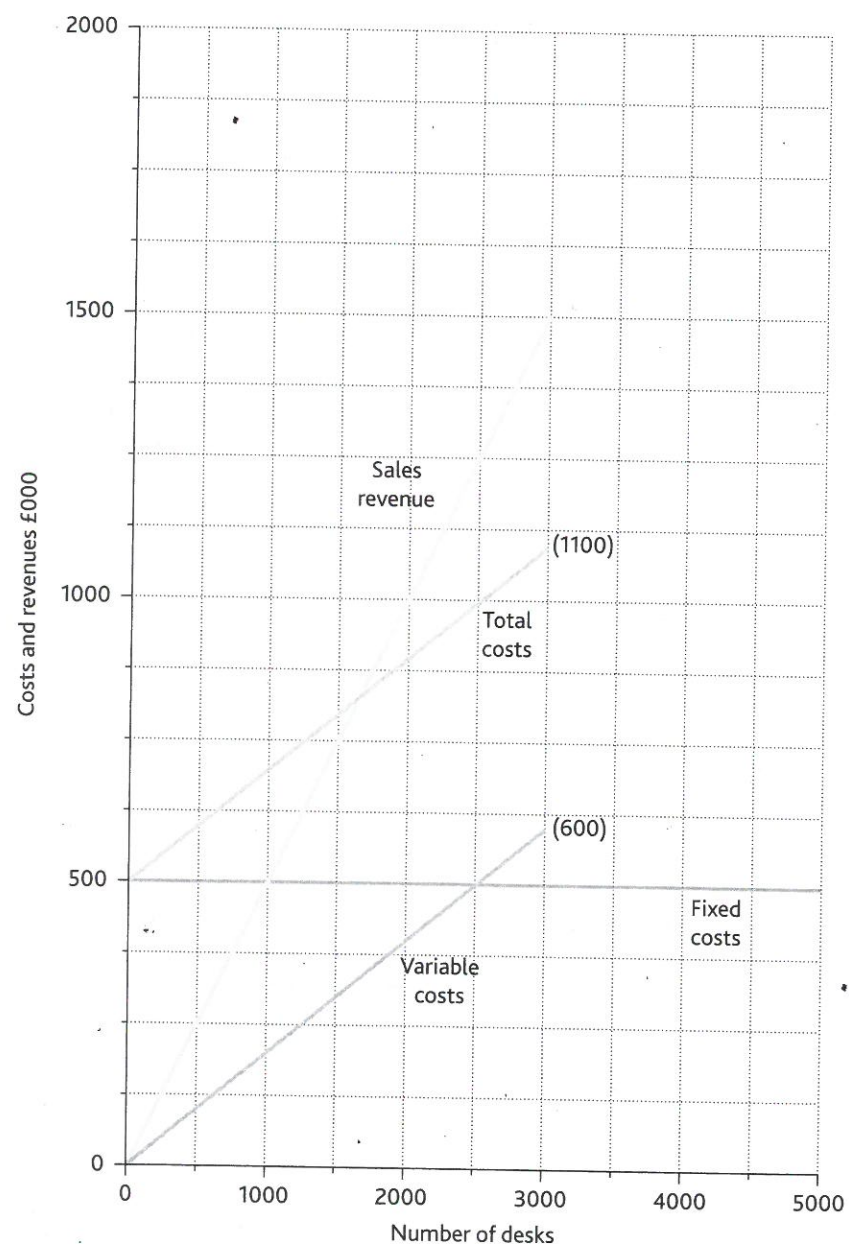 2000
1500
1000
500
0
Costs and revenues £000
Sales
revenue
(1100)
Total
costs
(600)
Fixed
costs
Variable
costs
0
1000
2000
3000
4000
5000
Number of desks